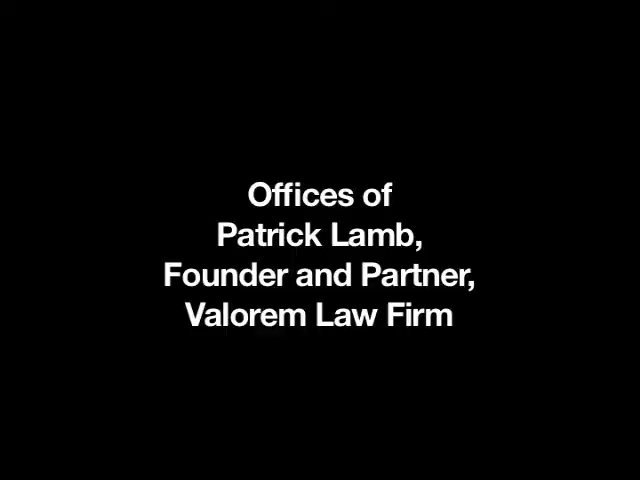 Offices of
Patrick Lamb,
Founder and Partner,
Valorem Law Firm